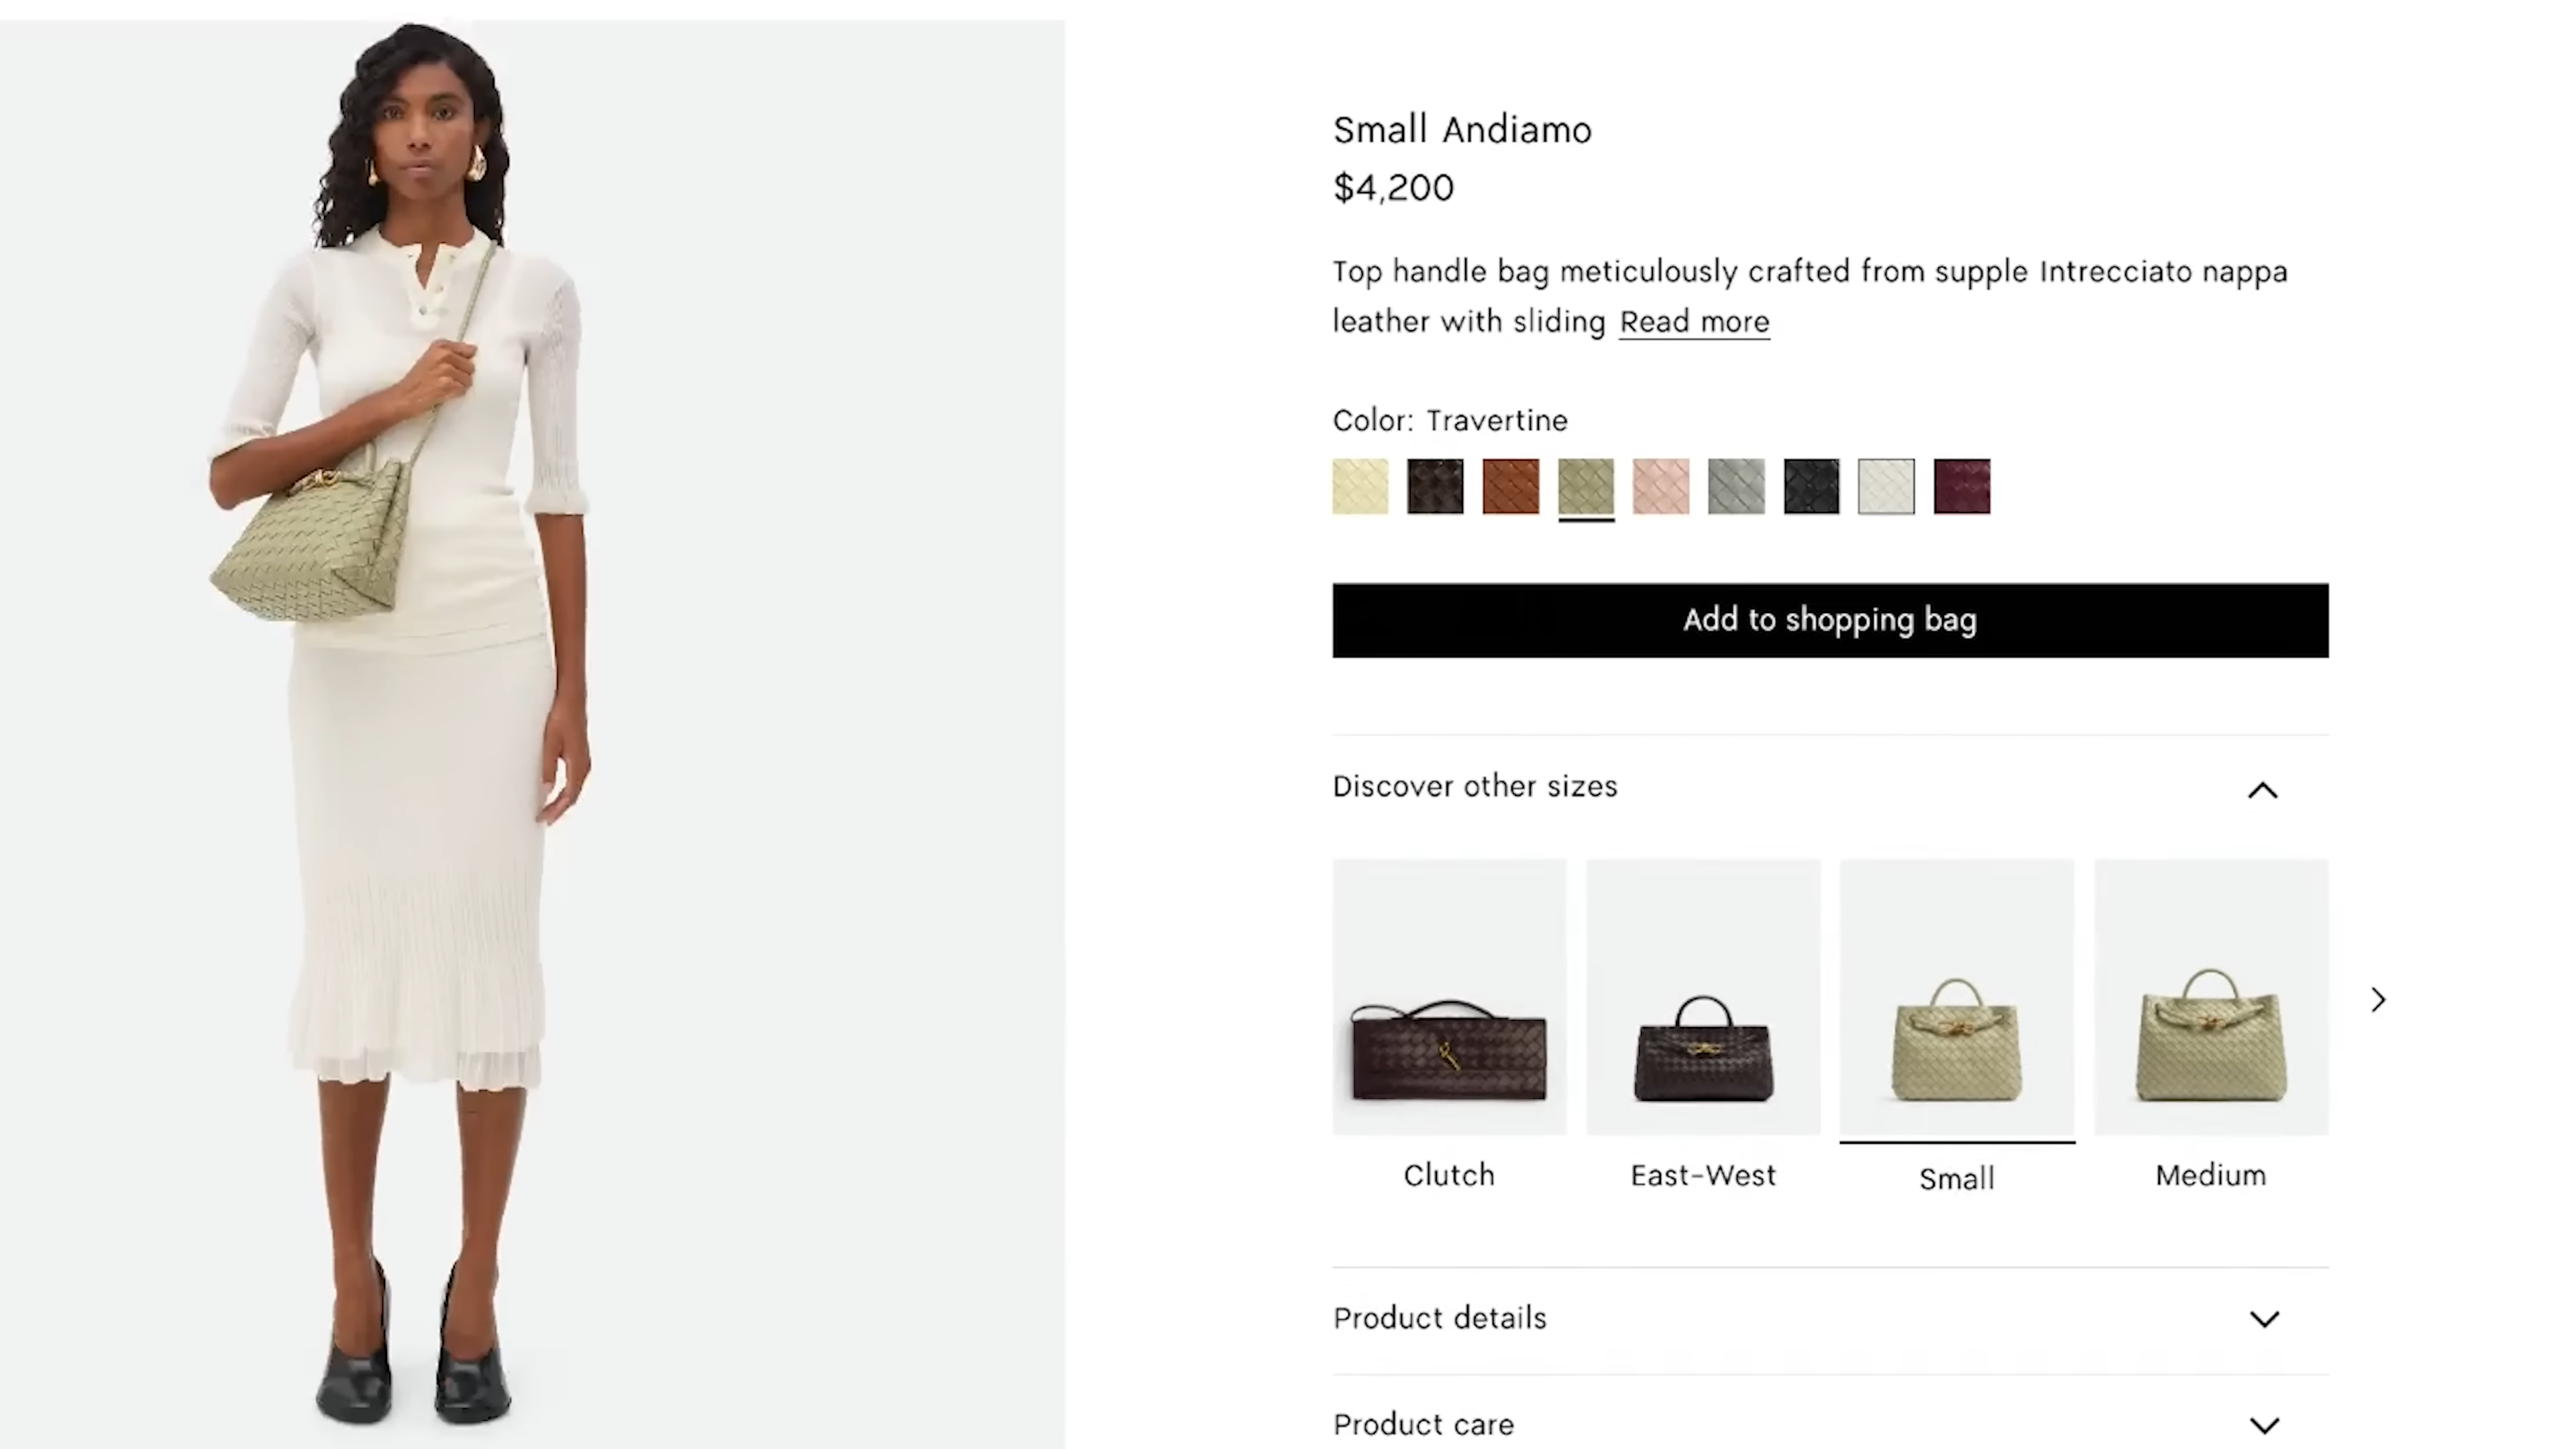 Small Andiamo
$4,200
Top handle bag meticulously crafted from supple Intrecciato nappa
leather with sliding Read more
Color: Travertine
Add to shopping bag
Discover other sizes
Clutch
East-West
Small
Medium
Product details
Product care